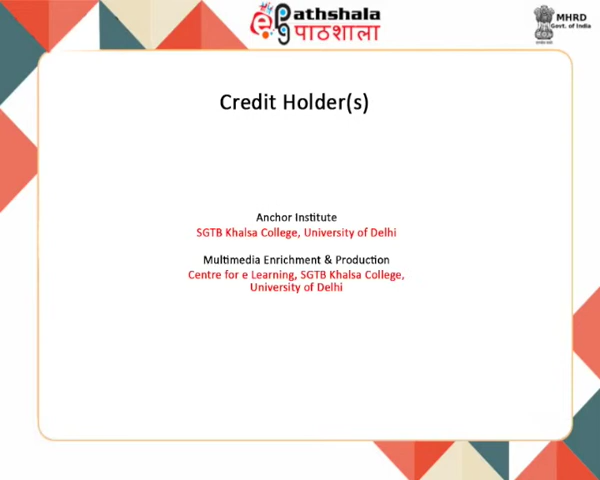 ePathshala
पाठशाला
MHRD
Govt. of India
Credit Holder(s)
Anchor Institute
SGTB Khalsa College, University of Delhi
Multimedia Enrichment & Production
Centre for e Learning, SGTB Khalsa College,
University of Delhi